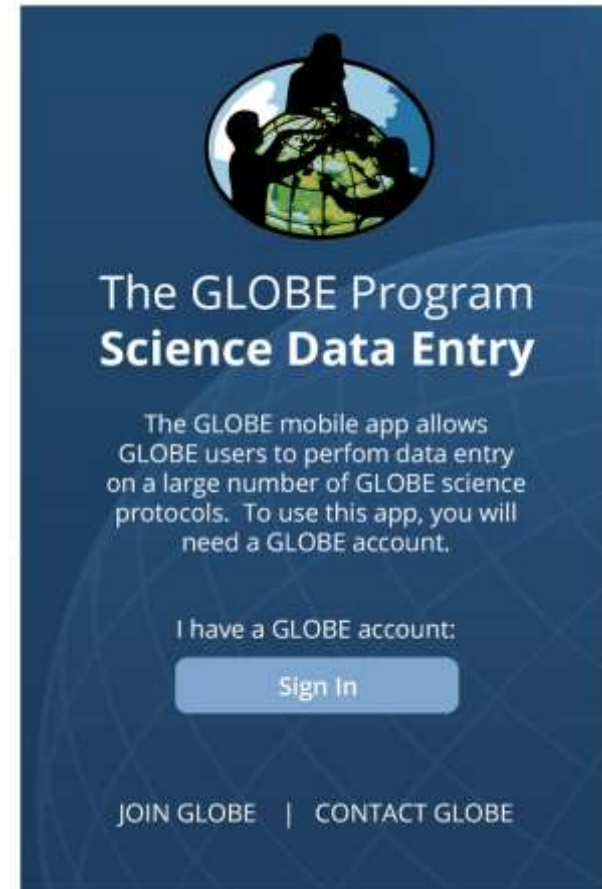 The GLOBE Program
Science Data Entry
The GLOBE mobile app allows
GLOBE users to perfom data entry
on a large number of GLOBE science
protocols. To use this app, you will
need a GLOBE account.
I have a GLOBE account:
Sign In
JOIN GLOBE | CONTACT GLOBE